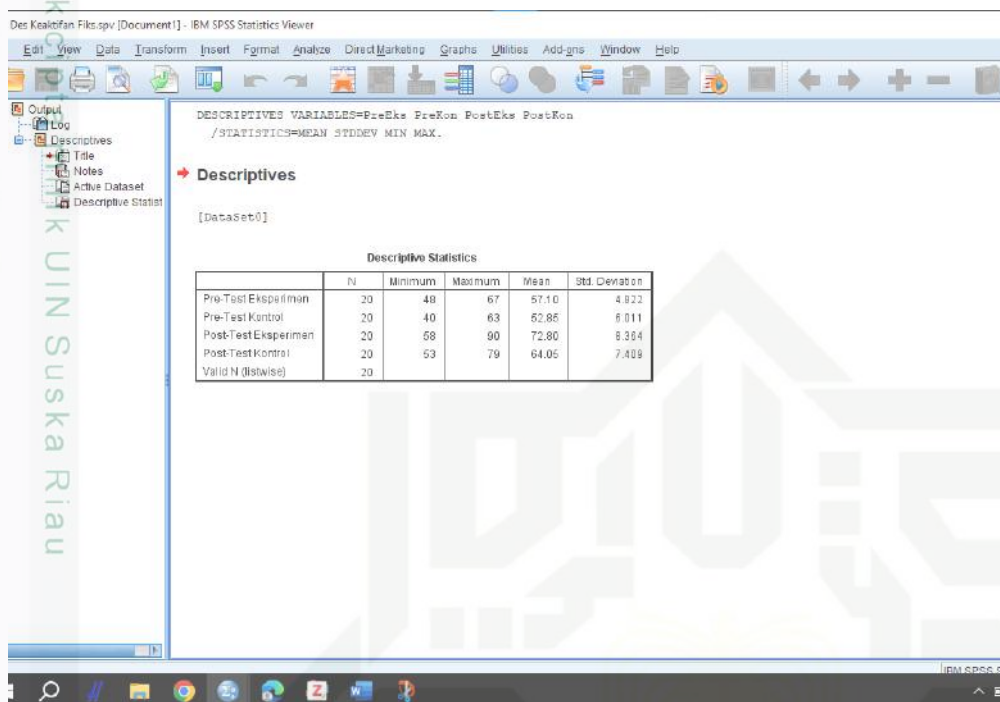 Des Keaktifan Fiks.spv [Document1] - IBM SPSS Statistics Viewer
Edit View Data Transform Insert Format Analyze Direct Marketing Graphs Utilities Add-ons Window Help
Output
Log
Descriptives
Title
Notes
Active Dataset
Descriptive Statist
DESCRIPTIVES VARIABLES=PreEks PreKon PostEks PostKon
/STATISTICS=MEAN STDDEV MIN MAX.
Descriptives
[DataSet0]
Descriptive Statistics
N Minimum Maximum Mean Std. Deviation
Pre-Test Eksperimen 20 48 67 57.10 4.822
Pre-Test Kontrol 20 40 63 52.85 6.011
Post-Test Eksperimen 20 58 90 72.80 8.364
Post-Test Kontrol 20 53 79 64.05 7.409
Valid N (listwise) 20
UIN Suska Riau
IBM SPSS